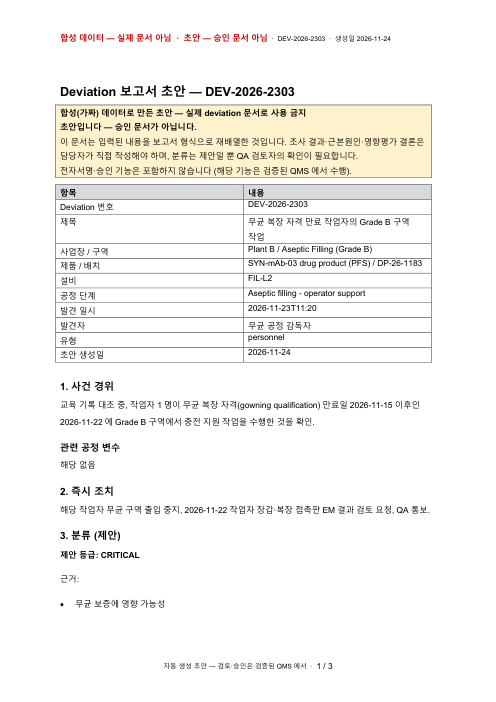 합성 데이터 — 실제 문서 아님 · 초안 — 승인 문서 아님 · DEV-2026-2303 · 생성일 2026-11-24
Deviation 보고서 초안 — DEV-2026-2303
합성(가짜) 데이터로 만든 초안 — 실제 deviation 문서로 사용 금지
초안입니다 — 승인 문서가 아닙니다.
이 문서는 입력된 내용을 보고서 형식으로 재배열한 것입니다. 조사 결과·근본원인·영향평가 결론은
담당자가 직접 작성해야 하며, 분류는 제안일 뿐 QA 검토자의 확인이 필요합니다.
전자서명·승인 기능은 포함하지 않습니다 (해당 기능은 검증된 QMS 에서 수행).
항목 내용
Deviation 번호 DEV-2026-2303
제목 무균 복장 자격 만료 작업자의 Grade B 구역
작업
사업장 / 구역 Plant B / Aseptic Filling (Grade B)
제품 / 배치 SYN-mAb-03 drug product (PFS) / DP-26-1183
설비 FIL-L2
공정 단계 Aseptic filling - operator support
발견 일시 2026-11-23T11:20
발견자 무균 공정 감독자
유형 personnel
초안 생성일 2026-11-24
1. 사건 경위
교육 기록 대조 중, 작업자 1 명이 무균 복장 자격(gowning qualification) 만료일 2026-11-15 이후인
2026-11-22 에 Grade B 구역에서 충전 지원 작업을 수행한 것을 확인.
관련 공정 변수
해당 없음
2. 즉시 조치
해당 작업자 무균 구역 출입 중지, 2026-11-22 작업자 장갑·복장 접촉판 EM 결과 검토 요청, QA 통보.
3. 분류 (제안)
제안 등급: CRITICAL
근거:
• 무균 보증에 영향 가능성
자동 생성 초안 — 검토·승인은 검증된 QMS 에서 · 1 / 3